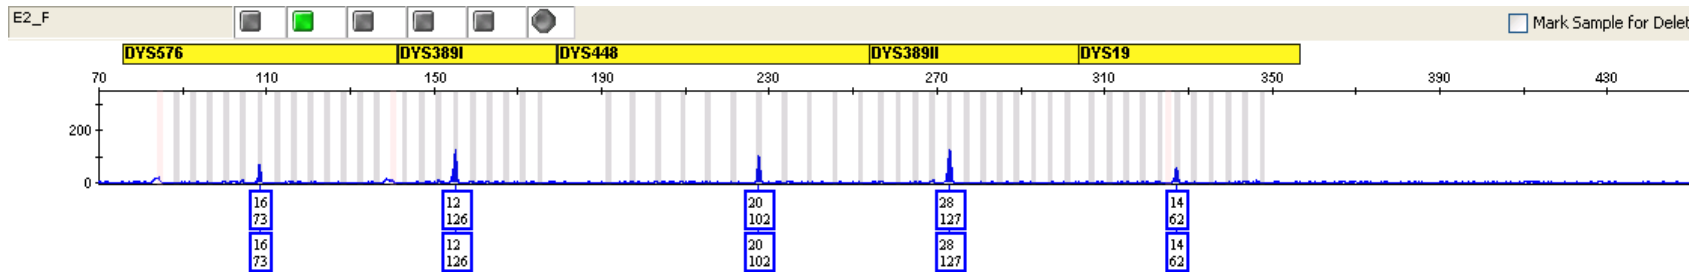 E2_F
Mark Sample for Delet
DYS576 DYS389I DYS448 DYS389II DYS19
70 110 150 190 230 270 310 350 390 430
200
0
16 12 20 28 14
73 126 102 127 62
16 12 20 28 14
73 126 102 127 62